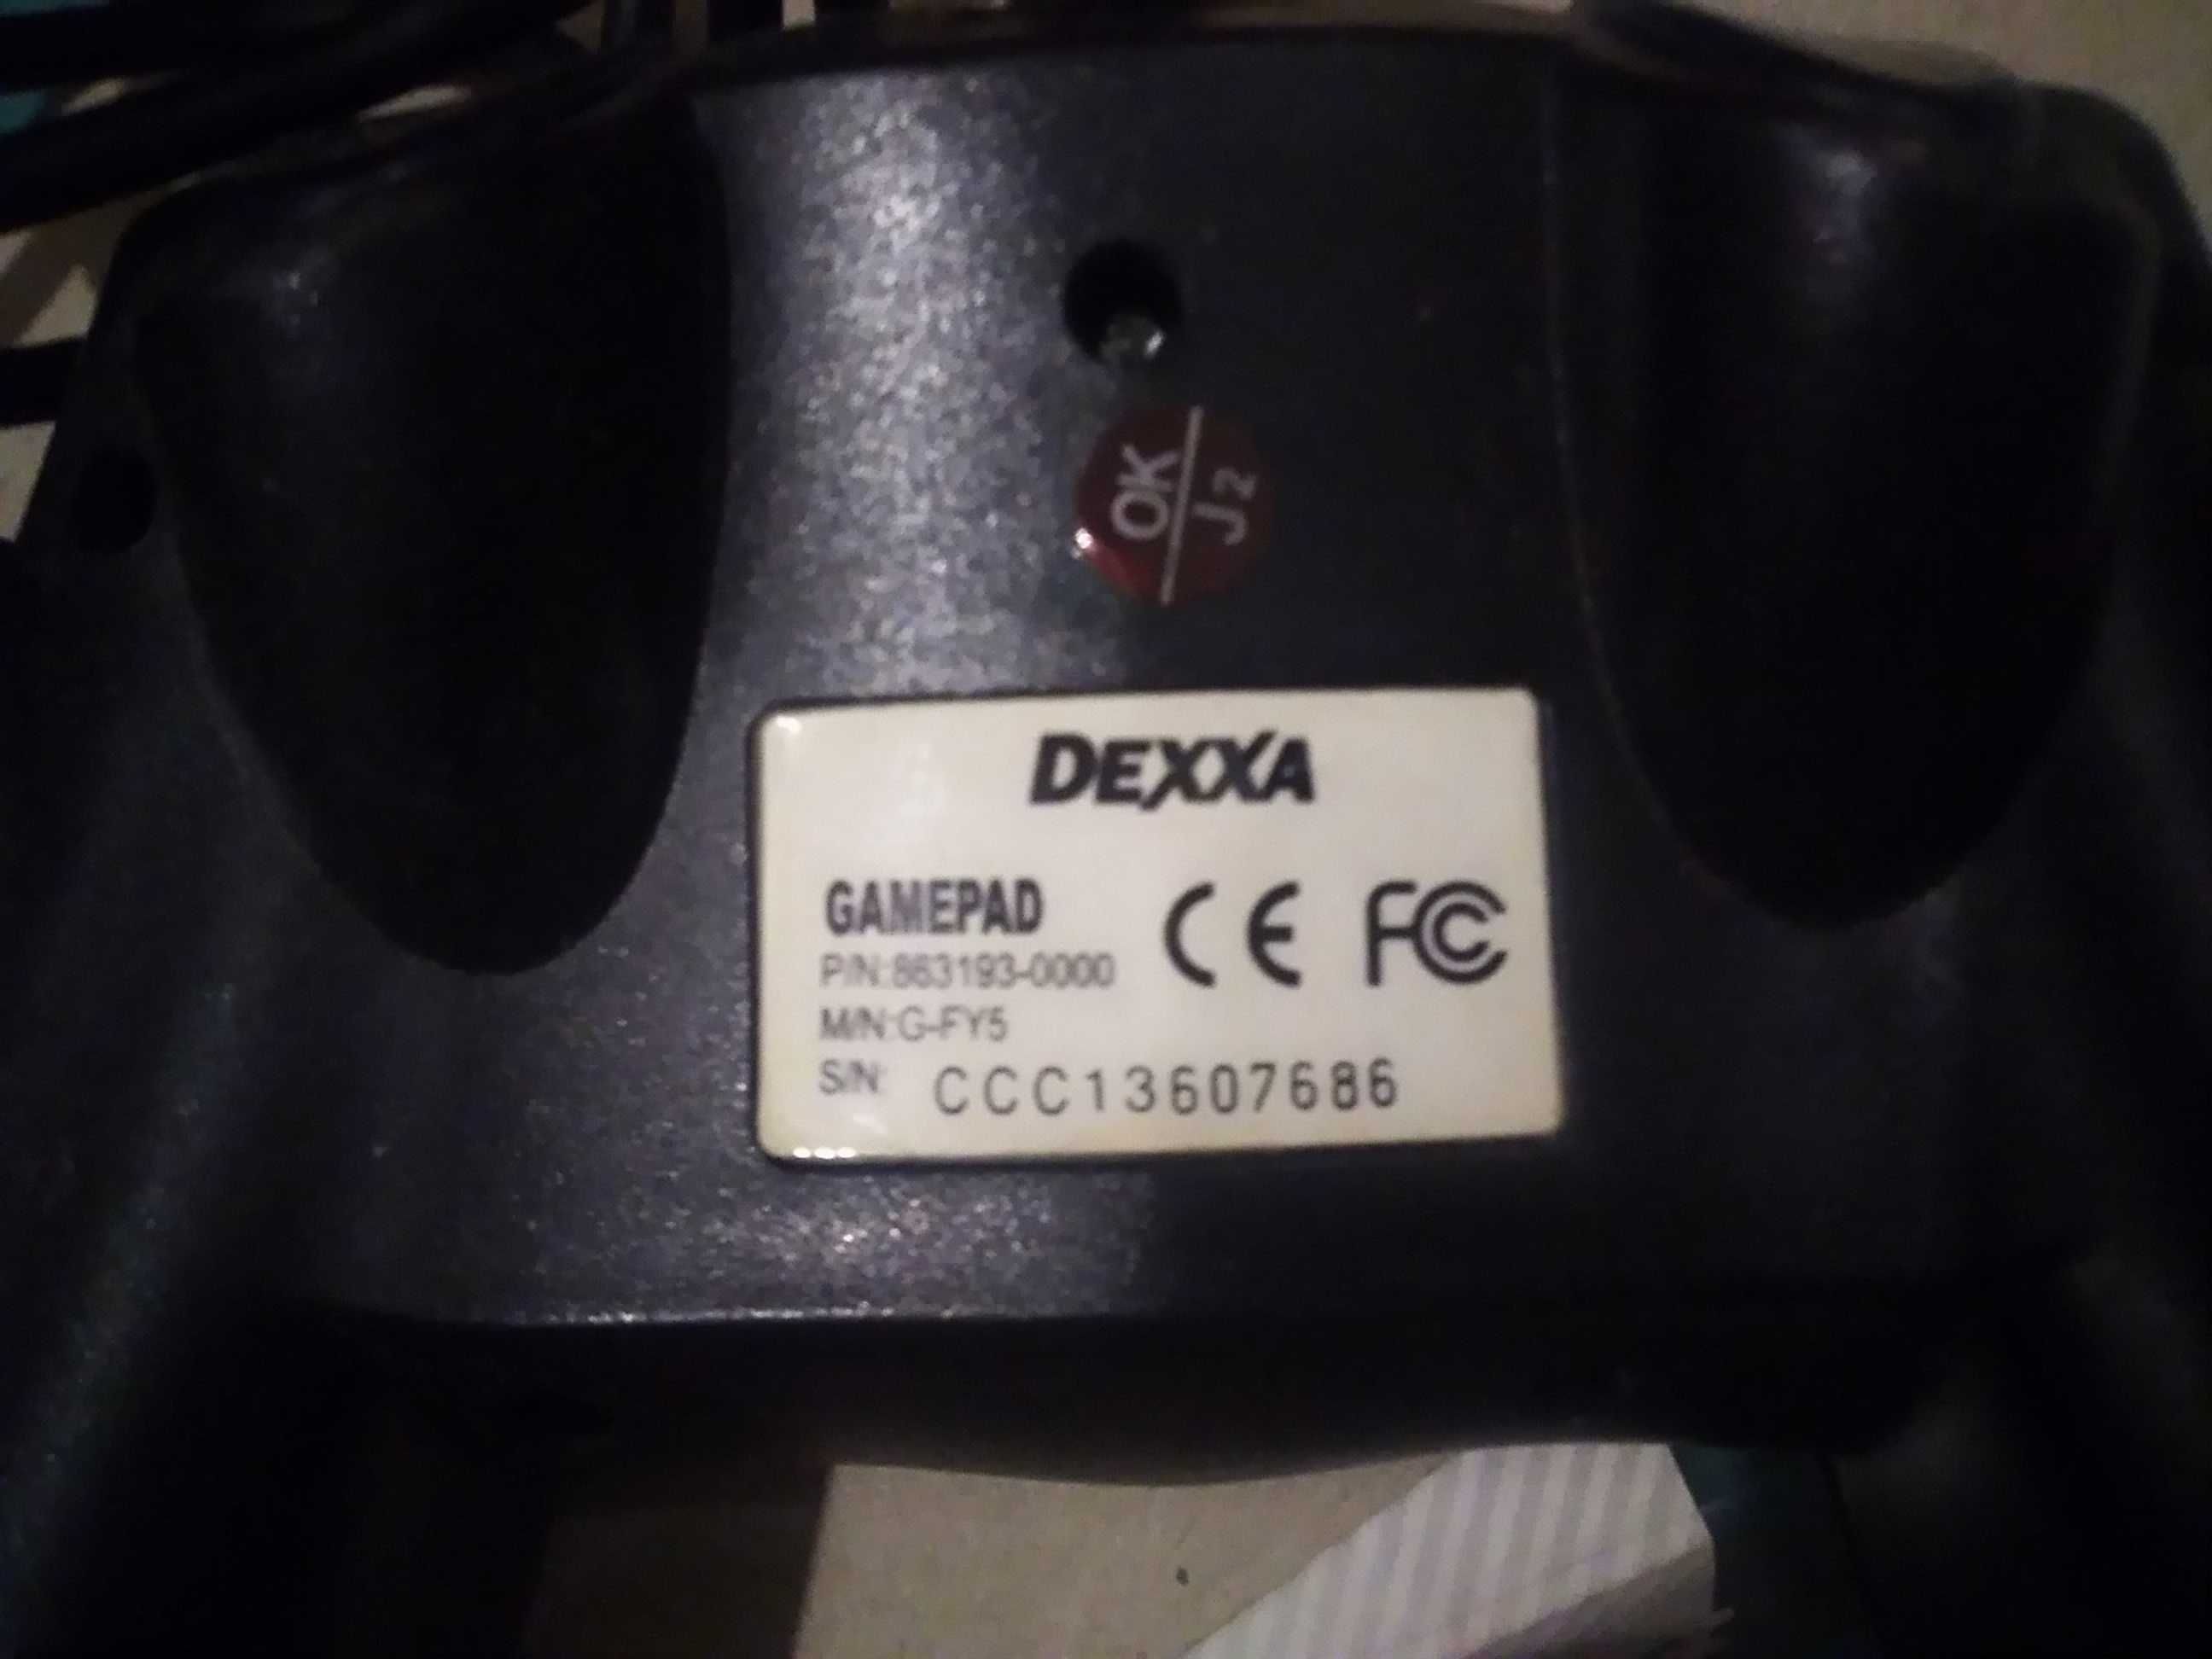 OK
J2
DEXXA
GAMEPAD
CE FC
P/N:863193-0000
M/N:G-FY5
S/N: CCC13607686